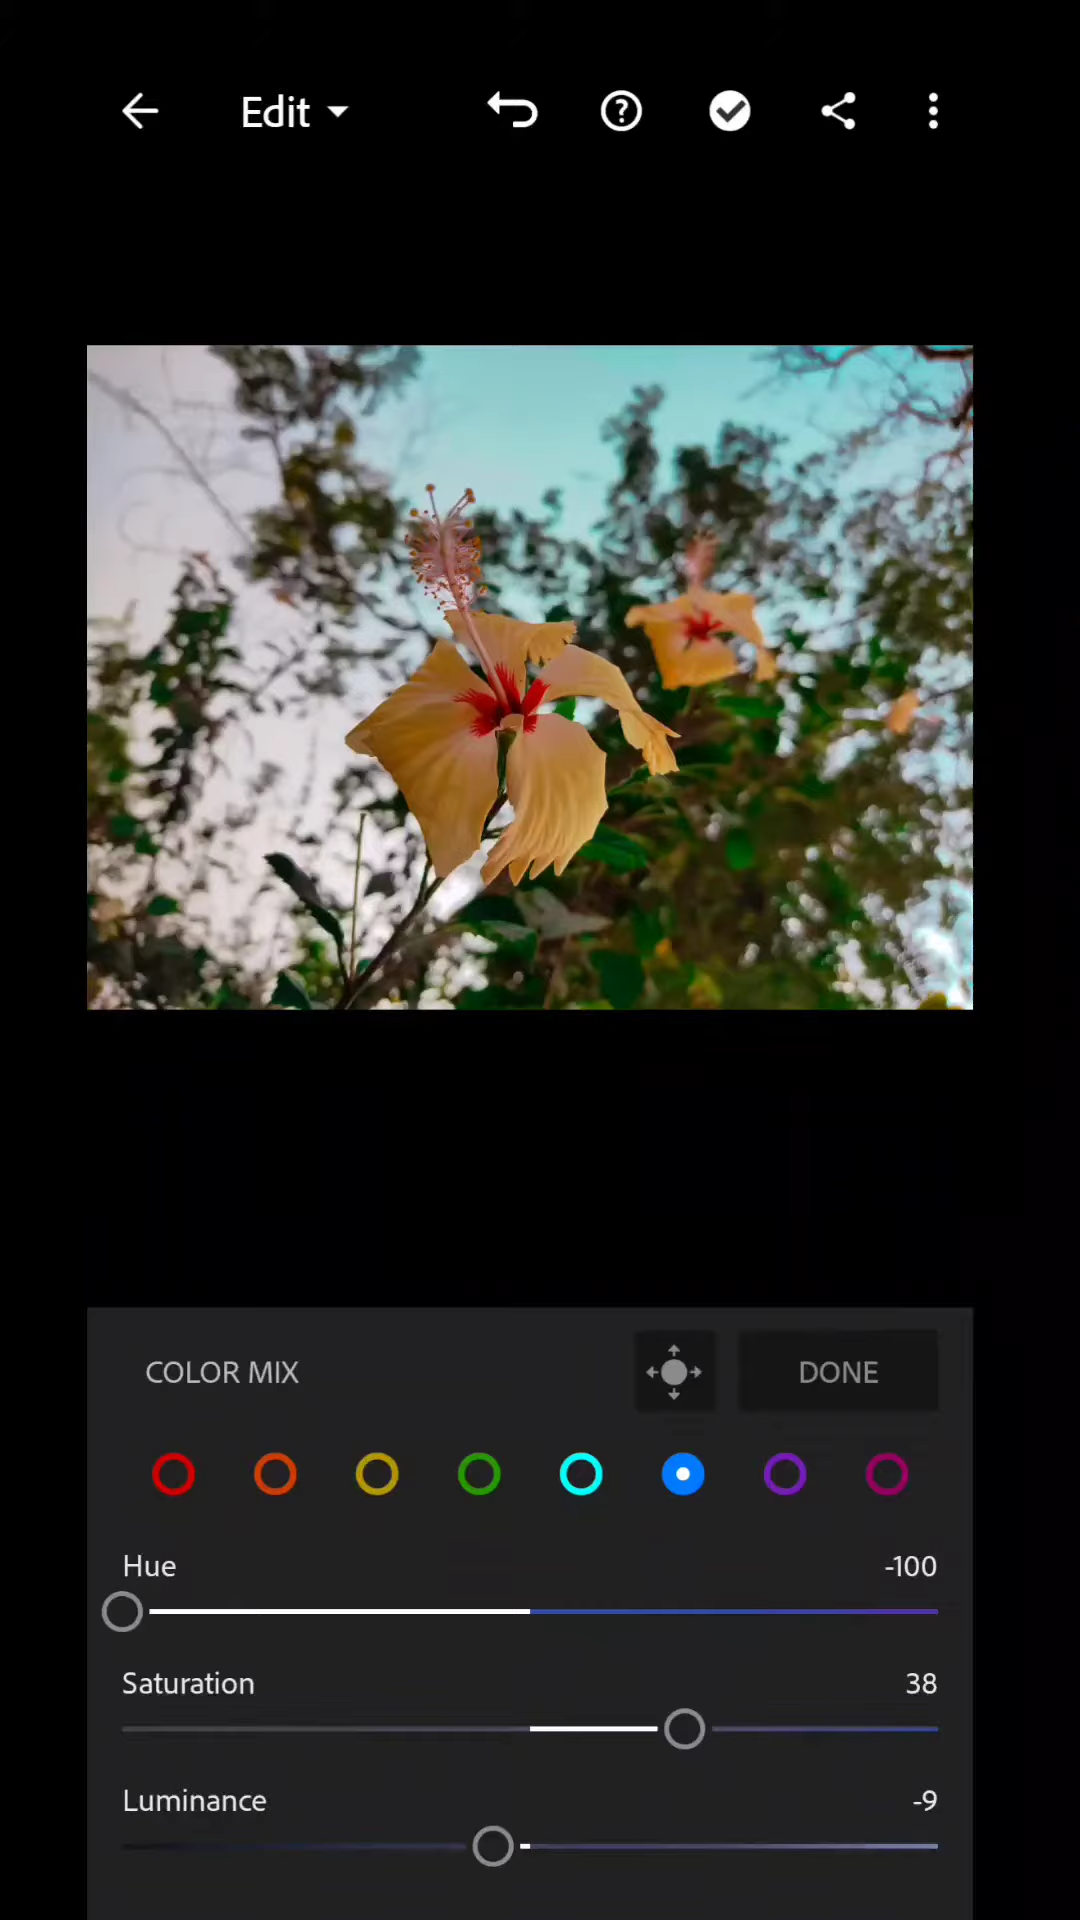 Edit
COLOR MIX
DONE
Hue
-100
Saturation
38
Luminance
-9